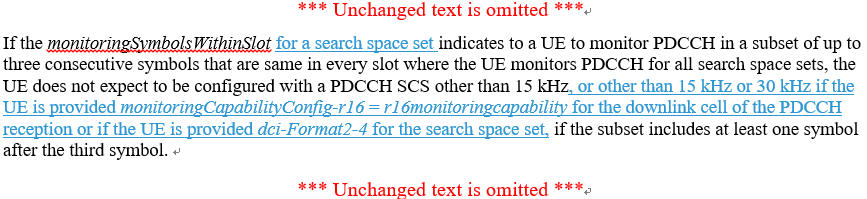 *** Unchanged text is omitted ***
If the monitoringSymbolsWithinSlot for a search space set indicates to a UE to monitor PDCCH in a subset of up to
three consecutive symbols that are same in every slot where the UE monitors PDCCH for all search space sets, the
UE does not expect to be configured with a PDCCH SCS other than 15 kHz, or other than 15 kHz or 30 kHz if the
UE is provided monitoringCapabilityConfig-r16 = r16monitoringcapability for the downlink cell of the PDCCH
reception or if the UE is provided dci-Format2-4 for the search space set, if the subset includes at least one symbol
after the third symbol.
*** Unchanged text is omitted ***